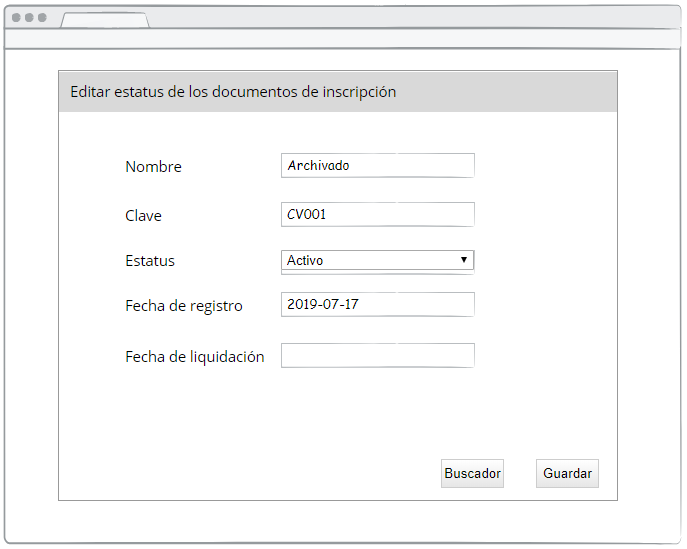 Editar estatus de los documentos de inscripción
Nombre Archivado
Clave CV001
Estatus Activo
Fecha de registro 2019-07-17
Fecha de liquidación
Buscador Guardar